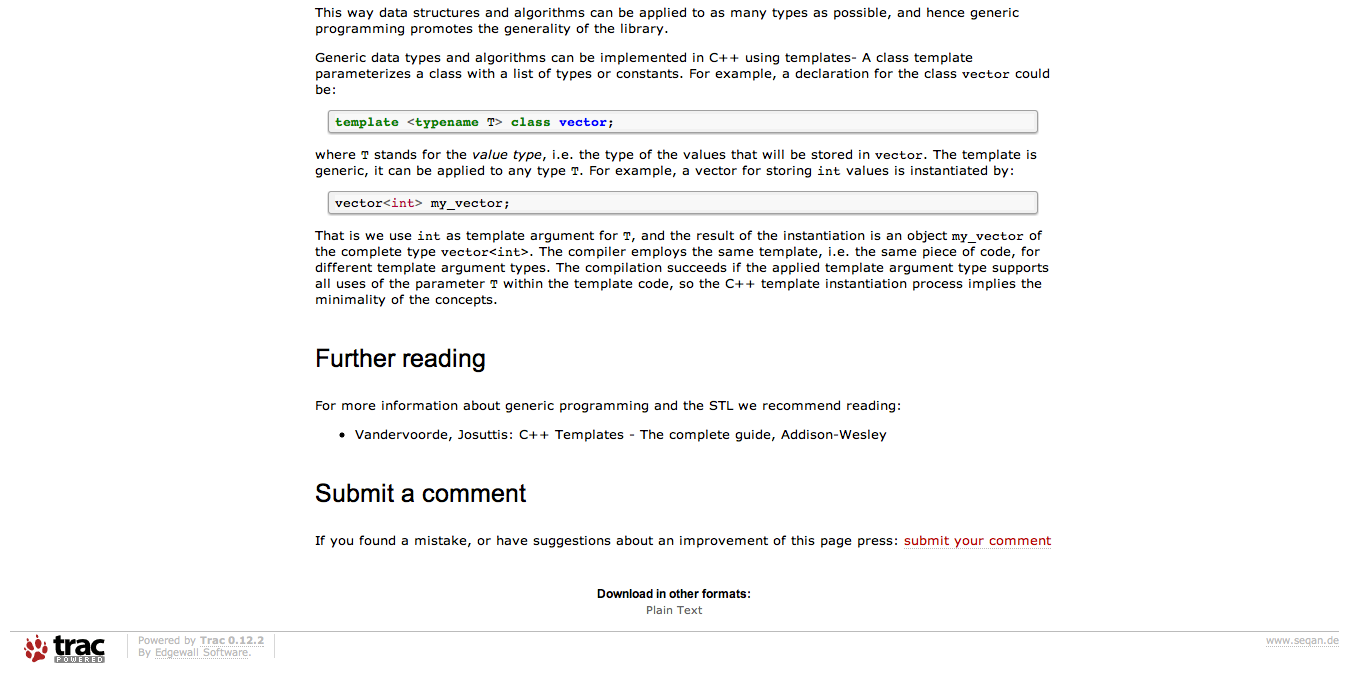 This way data structures and algorithms can be applied to as many types as possible, and hence generic
programming promotes the generality of the library.
Generic data types and algorithms can be implemented in C++ using templates- A class template
parameterizes a class with a list of types or constants. For example, a declaration for the class vector could
be:
template <typename T> class vector;
where T stands for the value type, i.e. the type of the values that will be stored in vector. The template is
generic, it can be applied to any type T. For example, a vector for storing int values is instantiated by:
vector<int> my_vector;
That is we use int as template argument for T, and the result of the instantiation is an object my_vector of
the complete type vector<int>. The compiler employs the same template, i.e. the same piece of code, for
different template argument types. The compilation succeeds if the applied template argument type supports
all uses of the parameter T within the template code, so the C++ template instantiation process implies the
minimality of the concepts.
Further reading
For more information about generic programming and the STL we recommend reading:
• Vandervoorde, Josuttis: C++ Templates - The complete guide, Addison-Wesley
Submit a comment
If you found a mistake, or have suggestions about an improvement of this page press: submit your comment
Download in other formats:
Plain Text
trac
POWERED
Powered by Trac 0.12.2
By Edgewall Software.
www.seqan.de